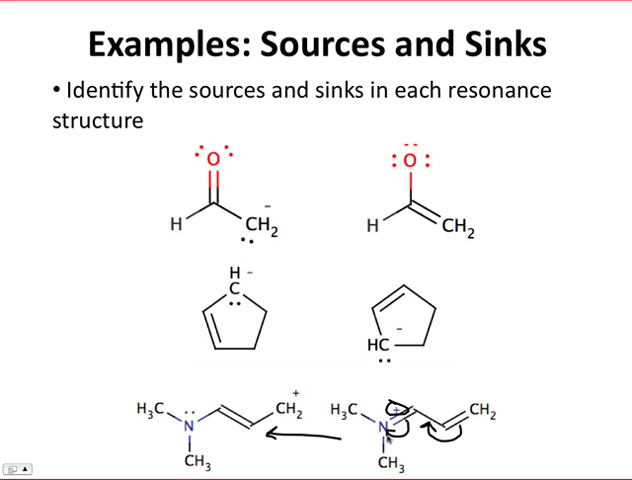 Examples: Sources and Sinks
• Identify the sources and sinks in each resonance
structure
O
H
CH2
-
O
H
CH2
H -
C
-
HC
H3C
N
CH3
+
CH2
H3C
N
+
CH3
CH2